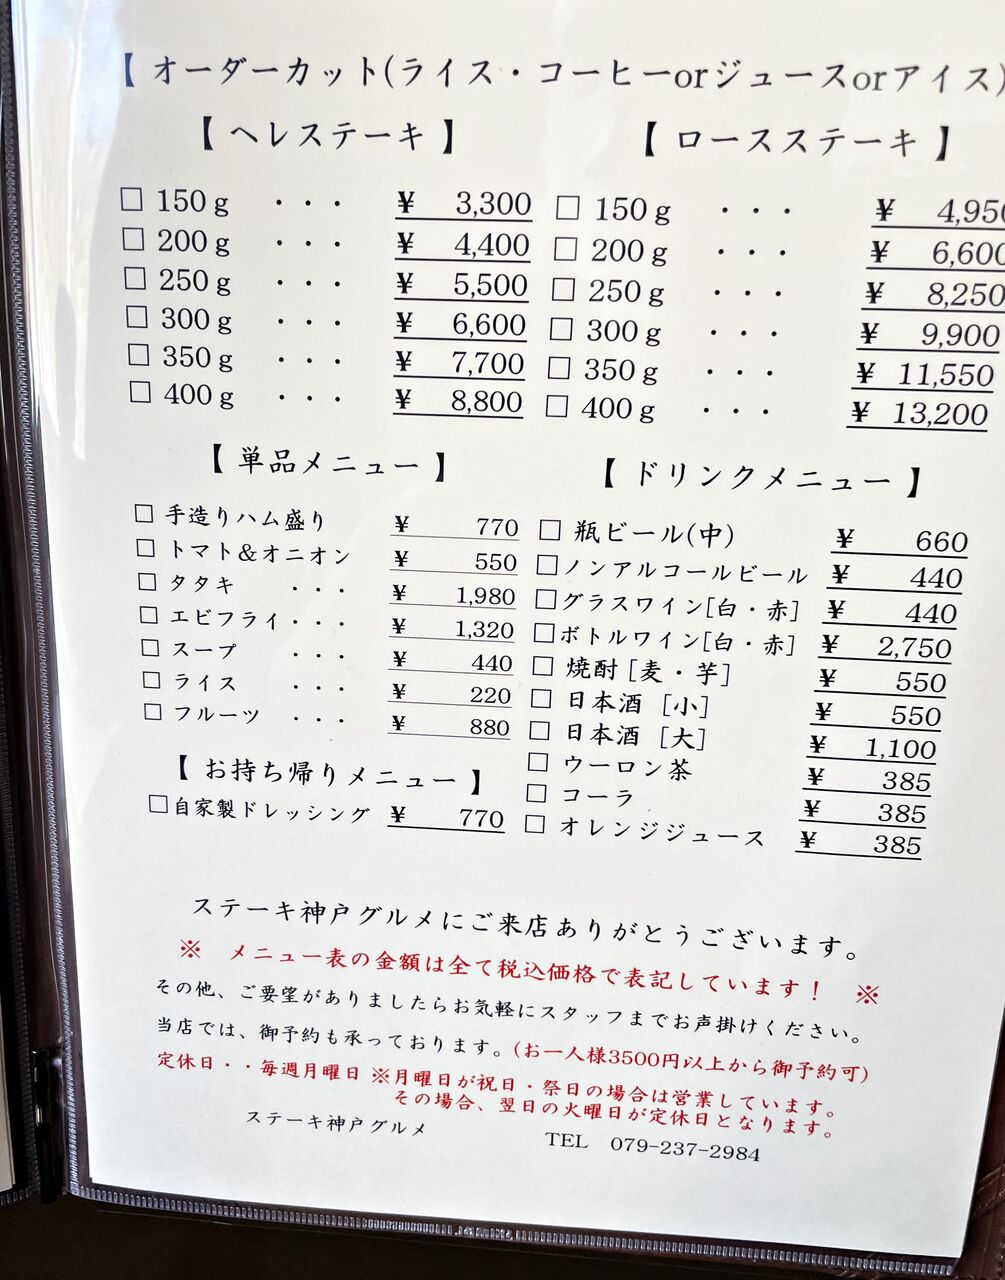 【 オーダーカット(ライス・コーヒーorジュースorアイス)
【 ヘレステーキ 】
□ 150g ・・・ ¥ 3,300
□ 200g ・・・ ¥ 4,400
□ 250g ・・・ ¥ 5,500
□ 300g ・・・ ¥ 6,600
□ 350g ・・・ ¥ 7,700
□ 400g ・・・ ¥ 8,800
【 ロースステーキ 】
□ 150g ・・・ ¥ 4,950
□ 200g ・・・ ¥ 6,600
□ 250g ・・・ ¥ 8,250
□ 300g ・・・ ¥ 9,900
□ 350g ・・・ ¥ 11,550
□ 400g ・・・ ¥ 13,200
【 単品メニュー 】
□ 手造りハム盛り ¥ 770
□ トマト&オニオン ¥ 550
□ タタキ ・・・ ¥ 1,980
□ エビフライ・・・ ¥ 1,320
□ スープ ・・・ ¥ 440
□ ライス ・・・ ¥ 220
□ フルーツ ・・・ ¥ 880
【 お持ち帰りメニュー 】
□自家製ドレッシング ¥ 770
【 ドリンクメニュー 】
□ 瓶ビール(中) ¥ 660
□ノンアルコールビール ¥ 440
□グラスワイン[白・赤] ¥ 440
□ボトルワイン[白・赤] ¥ 2,750
□ 焼酎[麦・芋] ¥ 550
□ 日本酒 [小] ¥ 550
□ 日本酒 [大] ¥ 1,100
□ ウーロン茶 ¥ 385
□ コーラ ¥ 385
□ オレンジジュース ¥ 385
ステーキ神戸グルメにご来店ありがとうございます。
※ メニュー表の金額は全て税込価格で表記しています! ※
その他、ご要望がありましたらお気軽にスタッフまでお声掛けください。
当店では、御予約も承っております。(お一人様3500円以上から御予約可)
定休日・・毎週月曜日 ※月曜日が祝日・祭日の場合は営業しています。
その場合、翌日の火曜日が定休日となります。
ステーキ神戸グルメ TEL 079-237-2984